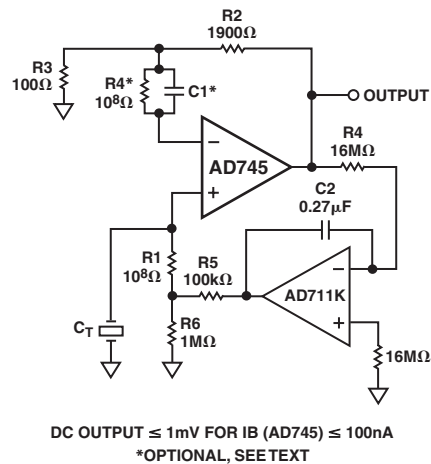 R2
1900Ω
R3
100Ω
R4*
10⁸Ω
C1*
OUTPUT
AD745
R4
16MΩ
C2
0.27μF
R1
10⁸Ω
R5
100kΩ
AD711K
CT
R6
1MΩ
16MΩ
DC OUTPUT ≤ 1mV FOR IB (AD745) ≤ 100nA
*OPTIONAL, SEE TEXT